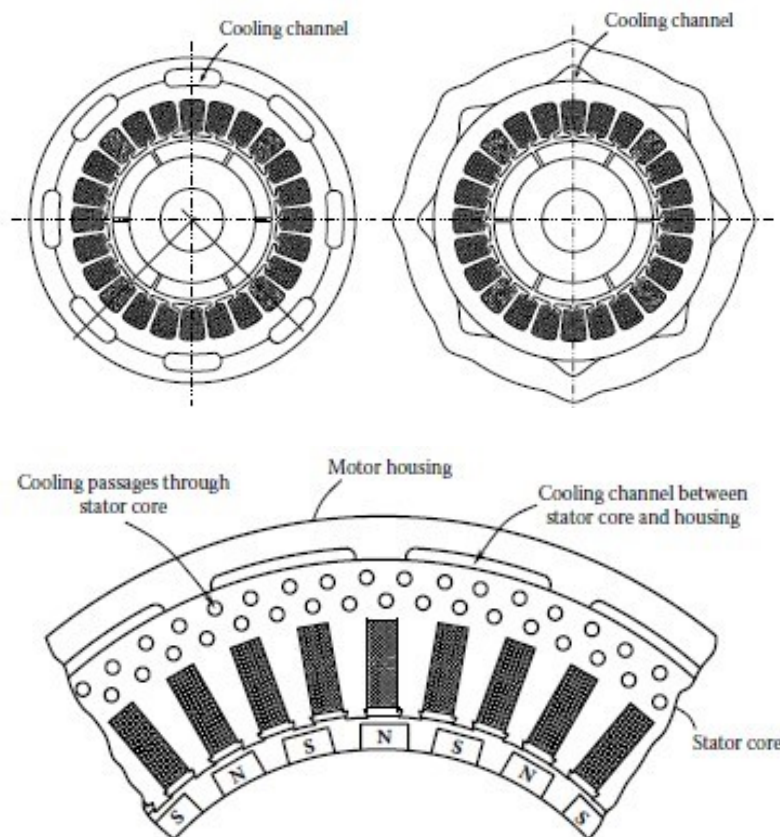 Cooling channel
Cooling channel
Motor housing
Cooling passages through
stator core
Cooling channel between
stator core and housing
Stator core
S
N
S
N
S
N
S